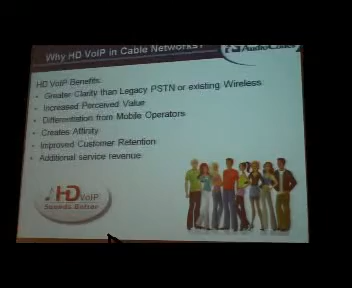 Why HD VoIP in Cable Networks?
AudioCodes
HD VoIP Benefits
• Greater Clarity than Legacy PSTN or existing Wireless
• Increased Perceived Value
• Differentiation from Mobile Operators
• Creates Affinity
• Improved Customer Retention
• Additional service revenue
HD VoIP
Sounds Better